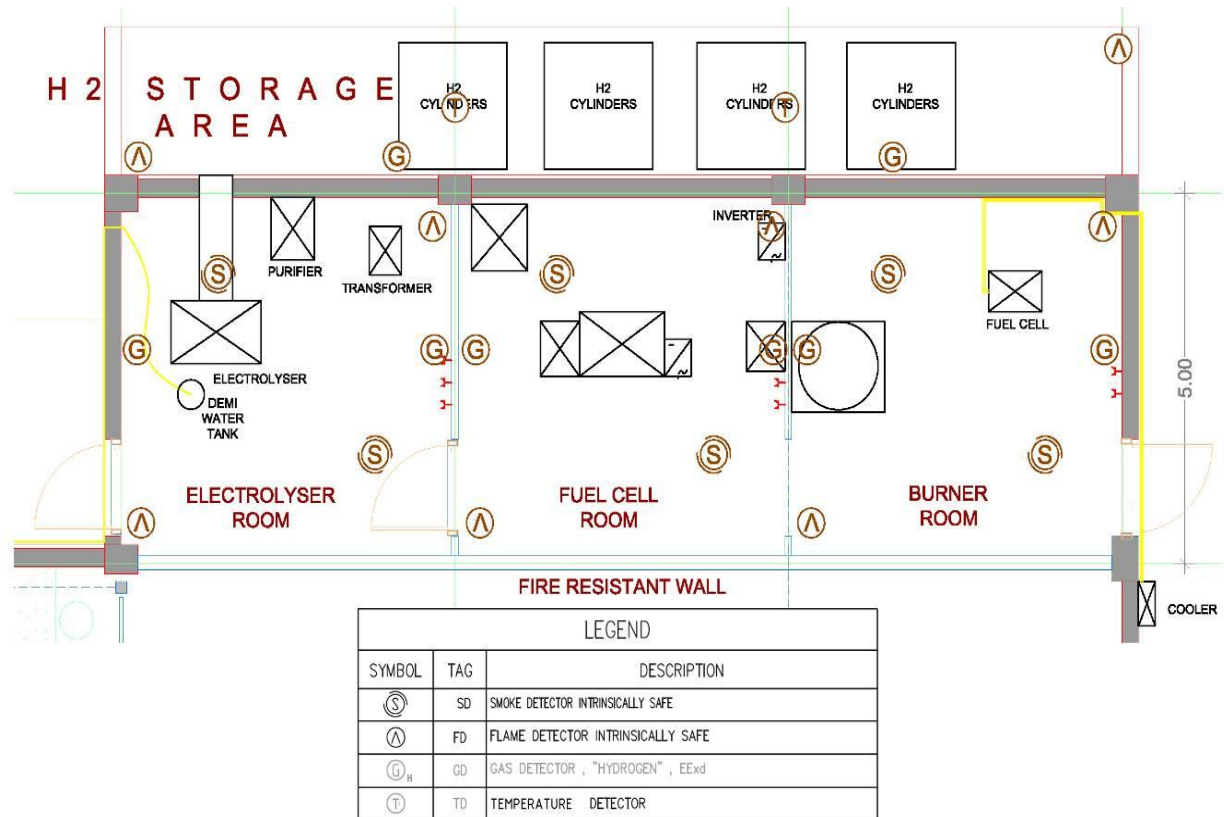 H2 STORAGE
AREA
H2
CYLINDERS
T
H2
CYLINDERS
H2
CYLINDERS
T
H2
CYLINDERS
Λ
Λ
G
G
PURIFIER
TRANSFORMER
S
Λ
G
ELECTROLYSER
DEMI
WATER
TANK
G
S
ELECTROLYSER
ROOM
Λ
INVERTER
Λ
~
S
G
G
~
S
FUEL CELL
ROOM
Λ
S
Λ
FUEL CELL
G
G
S
BURNER
ROOM
Λ
5.00
COOLER
FIRE RESISTANT WALL
LEGEND
SYMBOL TAG DESCRIPTION
S SD SMOKE DETECTOR INTRINSICALLY SAFE
Λ FD FLAME DETECTOR INTRINSICALLY SAFE
G H GD GAS DETECTOR , "HYDROGEN" , EExd
T TD TEMPERATURE DETECTOR